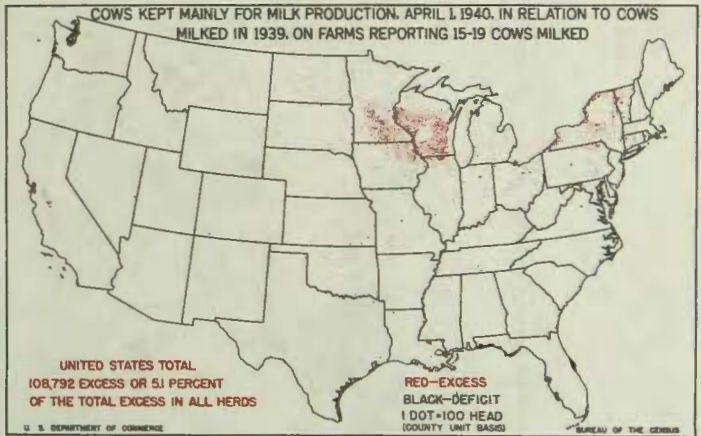 COWS KEPT MAINLY FOR MILK PRODUCTION, APRIL 1, 1940, IN RELATION TO COWS
MILKED IN 1939, ON FARMS REPORTING 15-19 COWS MILKED
UNITED STATES TOTAL
108,792 EXCESS OR 5.1 PERCENT
OF THE TOTAL EXCESS IN ALL HERDS
RED—EXCESS
BLACK—DEFICIT
1 DOT=100 HEAD
(COUNTY UNIT BASIS)
U. S. DEPARTMENT OF COMMERCE
BUREAU OF THE CENSUS